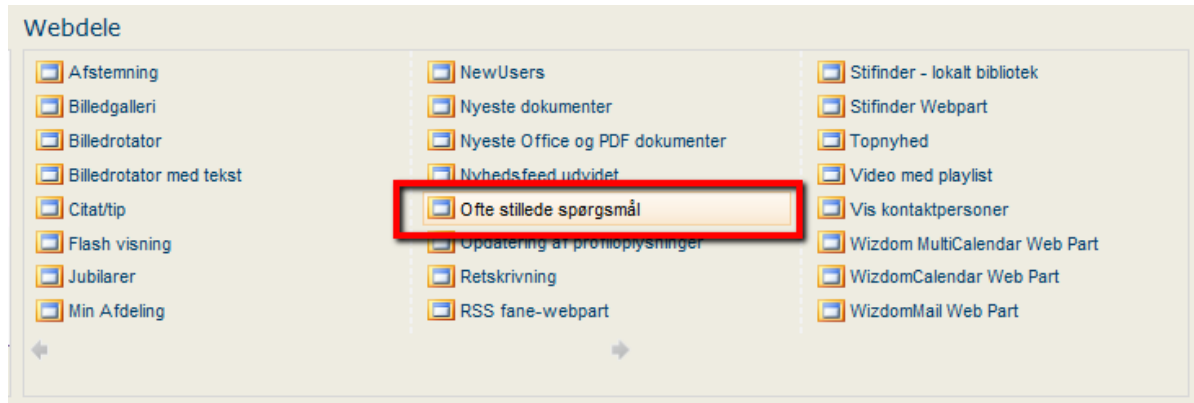 Webdele
Afstemning
Billedgalleri
Billedrotator
Billedrotator med tekst
Citat/tip
Flash visning
Jubilarer
Min Afdeling
NewUsers
Nyeste dokumenter
Nyeste Office og PDF dokumenter
Nyhedsfeed udvidet
Ofte stillede spørgsmål
Opdatering af profiloplysninger
Retskrivning
RSS fane-webpart
Stifinder - lokalt bibliotek
Stifinder Webpart
Topnyhed
Video med playlist
Vis kontaktpersoner
Wizdom MultiCalendar Web Part
WizdomCalendar Web Part
WizdomMail Web Part